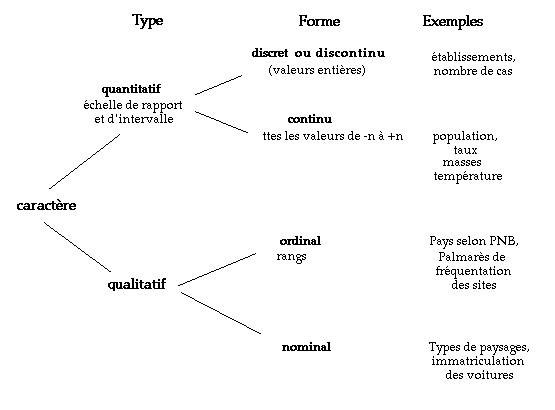 Type Forme Exemples
discret ou discontinu
(valeurs entières)
établissements,
nombre de cas
quantitatif
échelle de rapport
et d'intervalle
continu
ttes les valeurs de -n à +n
population,
taux
masses
température
caractère
ordinal
rangs
Pays selon PNB,
Palmarès de
fréquentation
des sites
qualitatif
nominal
Types de paysages,
immatriculation
des voitures